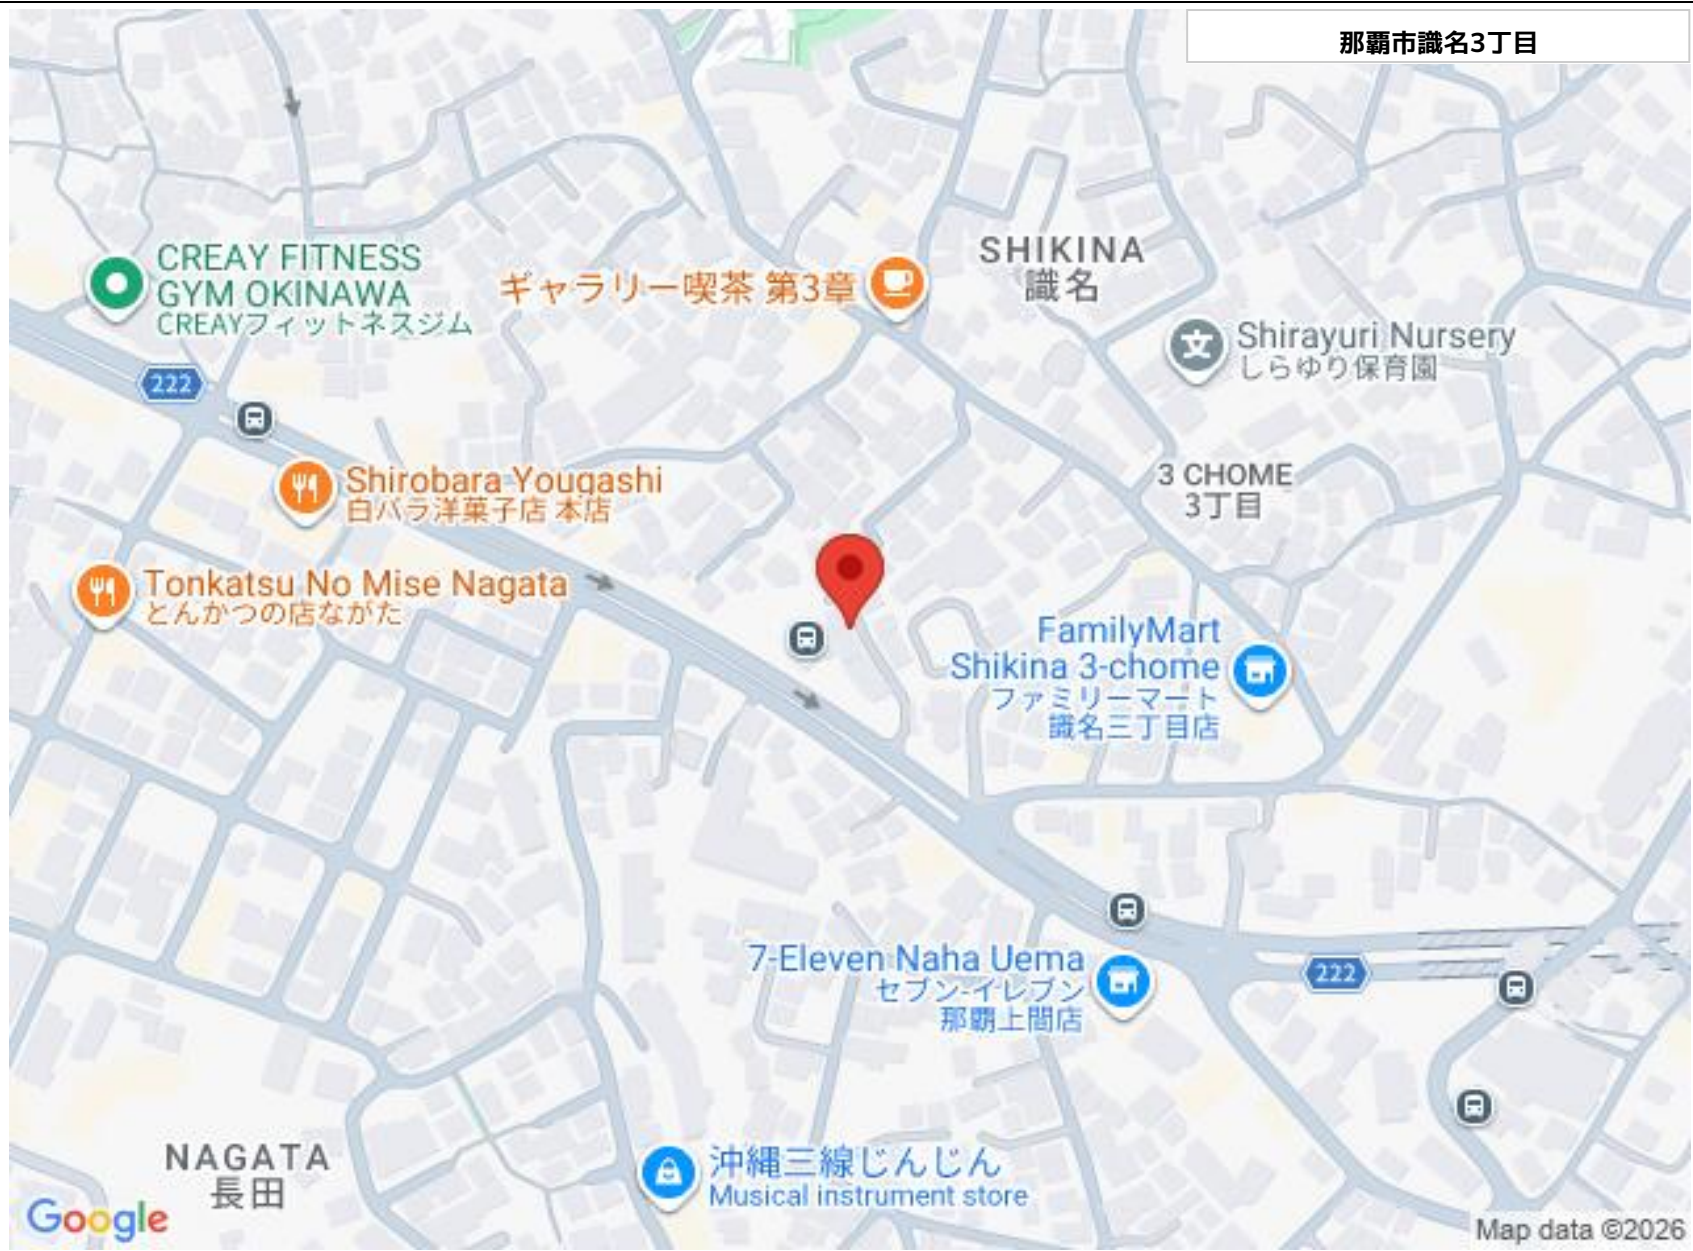 那覇市識名3丁目
CREAY FITNESS
GYM OKINAWA
CREAYフィットネスジム
ギャラリー喫茶 第3章
SHIKINA
識名
Shirayuri Nursery
しらゆり保育園
222
Shirobara Yougashi
白バラ洋菓子店 本店
3 CHOME
3丁目
Tonkatsu No Mise Nagata
とんかつの店ながた
FamilyMart
Shikina 3-chome
ファミリーマート
識名三丁目店
7-Eleven Naha Uema
セブン-イレブン
那覇上間店
222
NAGATA
長田
沖縄三線じんじん
Musical instrument store
Google
Map data ©2026
文